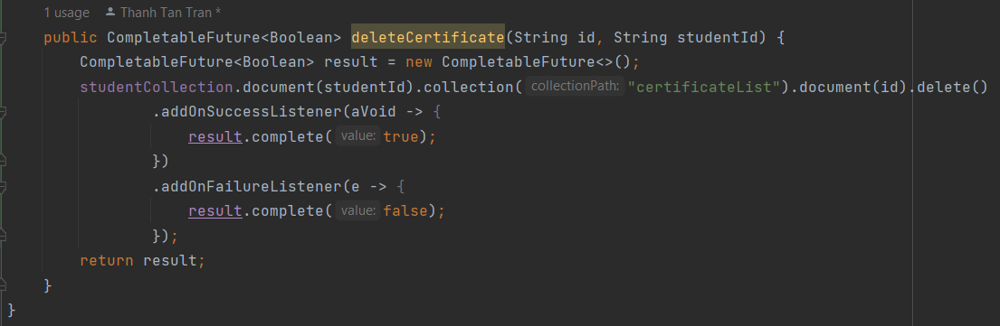 1 usage Thanh Tan Tran *
public CompletableFuture<Boolean> deleteCertificate(String id, String studentId) {
CompletableFuture<Boolean> result = new CompletableFuture<>();
studentCollection.document(studentId).collection( collectionPath: "certificateList").document(id).delete()
.addOnSuccessListener(aVoid -> {
result.complete( value: true);
})
.addOnFailureListener(e -> {
result.complete( value: false);
});
return result;
}
}